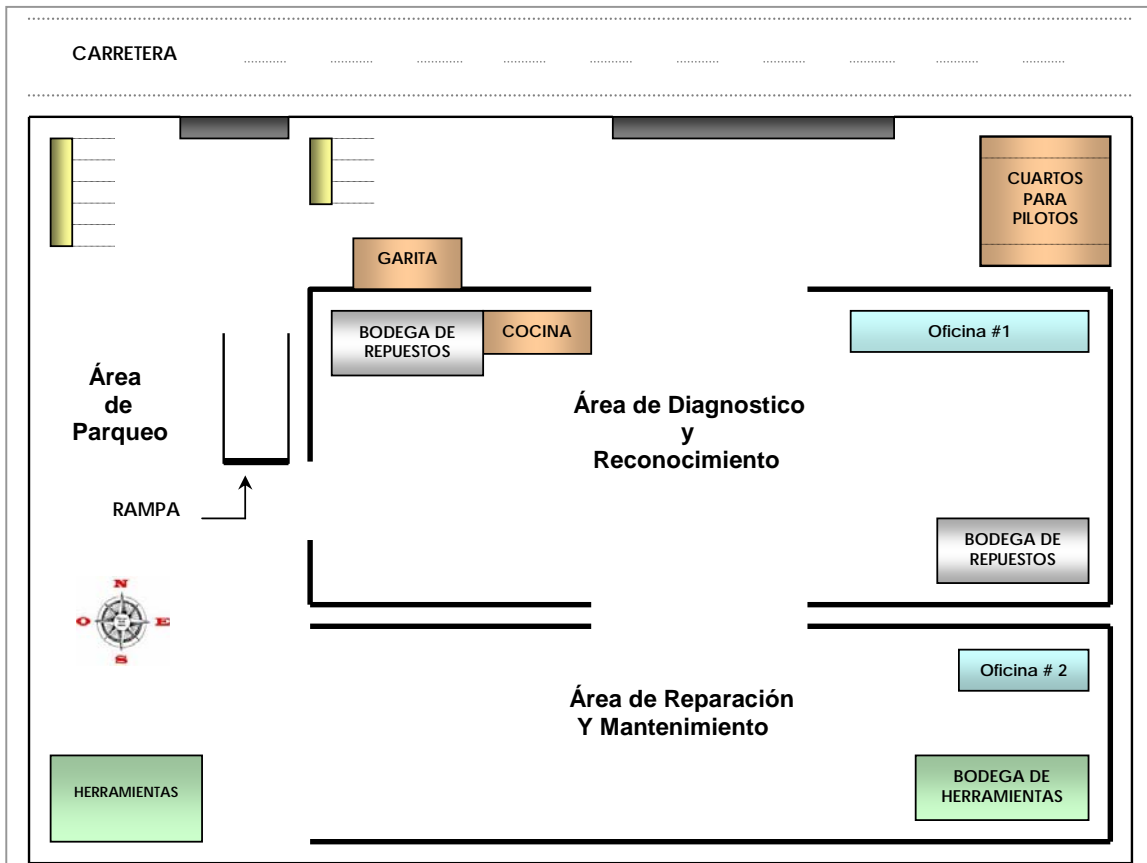 CARRETERA
CUARTOS
PARA
PILOTOS
GARITA
BODEGA DE
REPUESTOS
COCINA
Oficina #1
Área
de
Parqueo
Área de Diagnostico
y
Reconocimiento
RAMPA
BODEGA DE
REPUESTOS
N
O
E
S
Oficina # 2
Área de Reparación
Y Mantenimiento
HERRAMIENTAS
BODEGA DE
HERRAMIENTAS